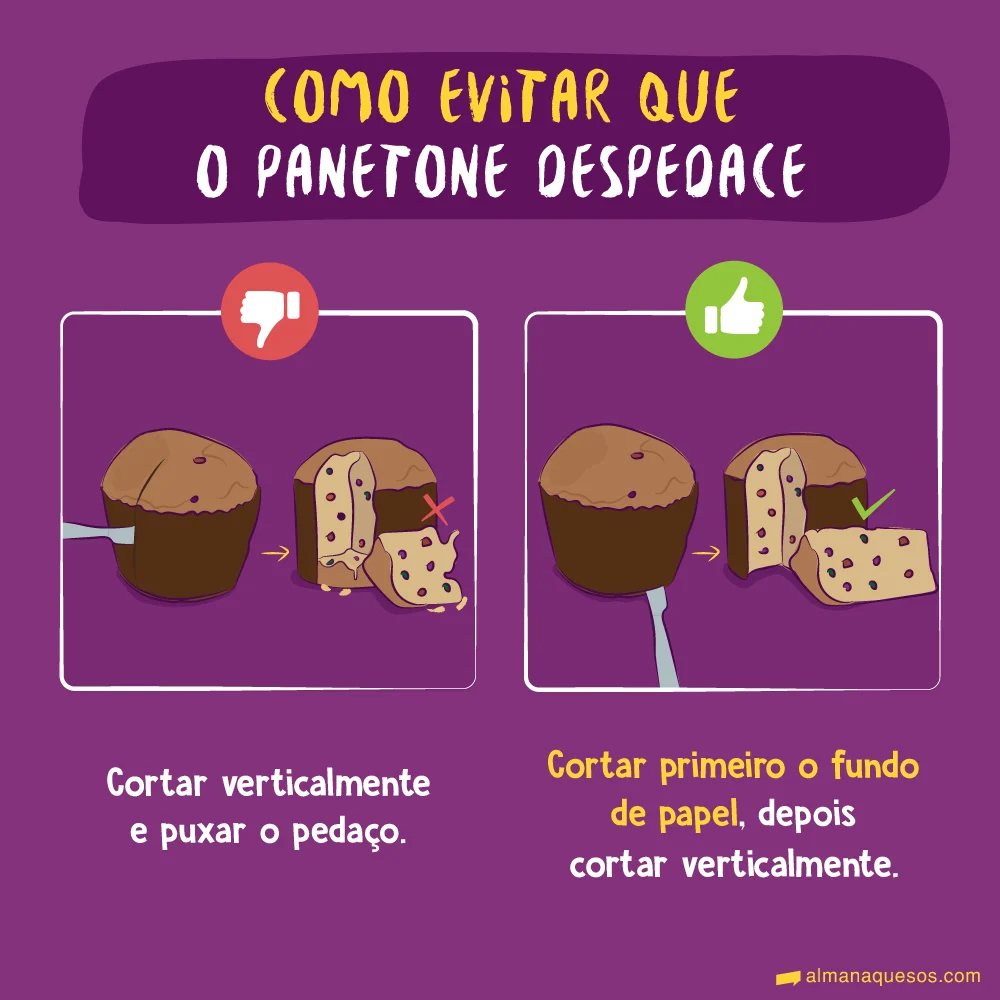 COMO EVITAR QUE
O PANETONE DESPEDACE
Cortar verticalmente
e puxar o pedaço.
Cortar primeiro o fundo
de papel, depois
cortar verticalmente.
almanaquesos.com